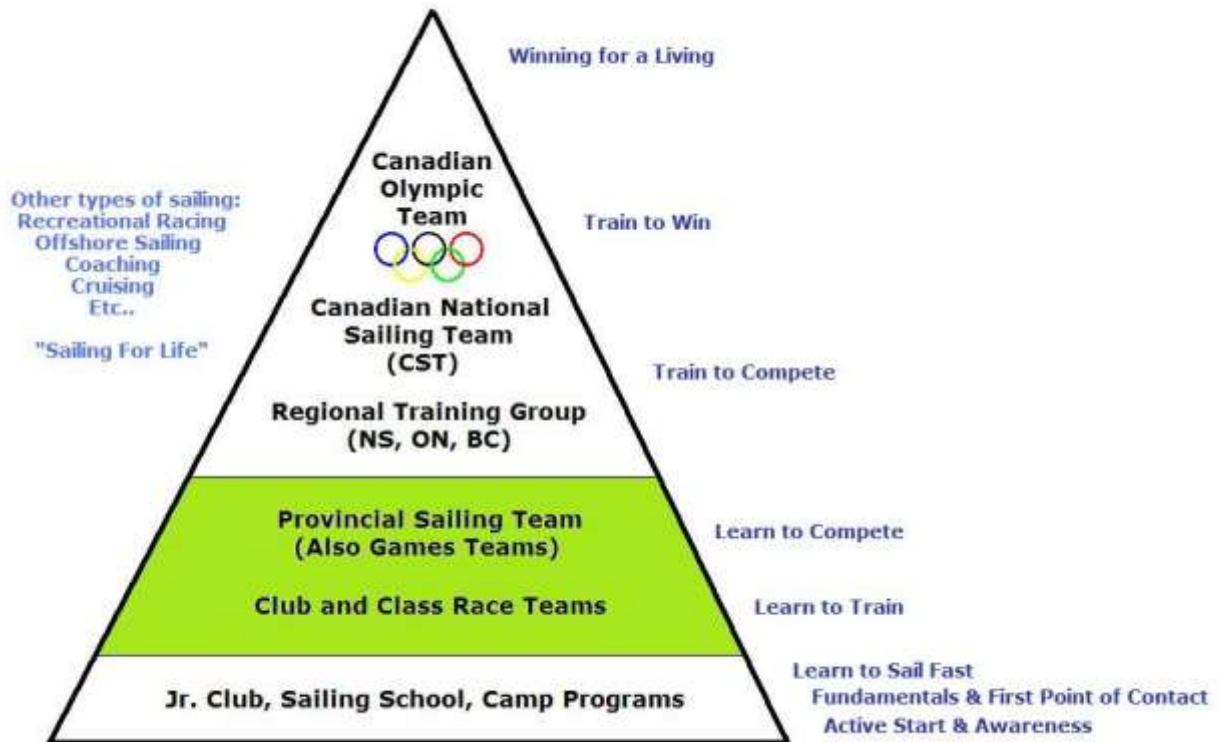 Winning for a Living
Canadian
Olympic
Team
Train to Win
Other types of sailing:
Recreational Racing
Offshore Sailing
Coaching
Cruising
Etc..
"Sailing For Life"
Canadian National
Sailing Team
(CST)
Train to Compete
Regional Training Group
(NS, ON, BC)
Provincial Sailing Team
(Also Games Teams)
Learn to Compete
Club and Class Race Teams
Learn to Train
Jr. Club, Sailing School, Camp Programs
Learn to Sail Fast
Fundamentals & First Point of Contact
Active Start & Awareness